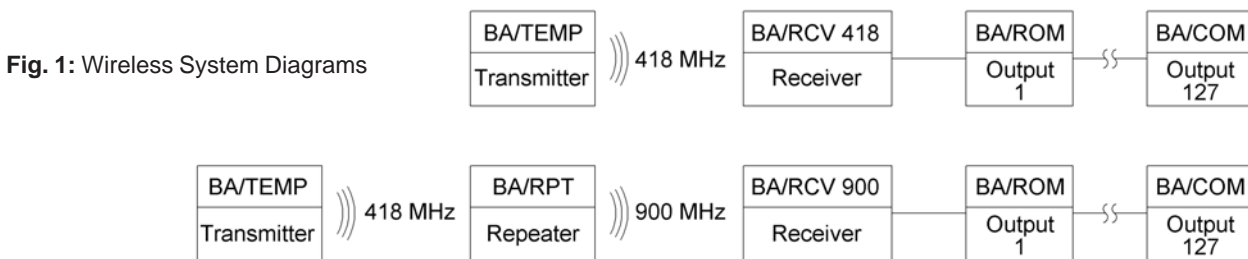 BA/TEMP
Transmitter
418 MHz
BA/RCV 418
Receiver
BA/ROM
Output
1
BA/COM
Output
127
Fig. 1: Wireless System Diagrams
BA/TEMP
Transmitter
418 MHz
BA/RPT
Repeater
900 MHz
BA/RCV 900
Receiver
BA/ROM
Output
1
BA/COM
Output
127